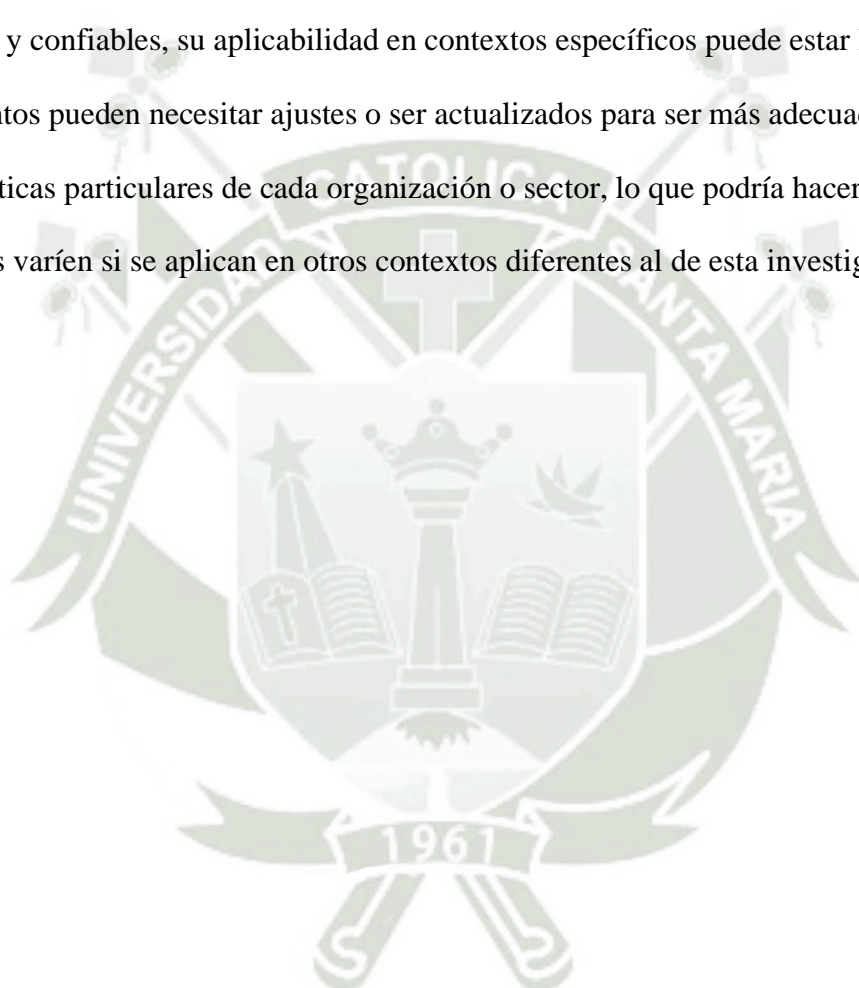 y confiables, su aplicabilidad en contextos específicos puede estar
ntos pueden necesitar ajustes o ser actualizados para ser más adecuad
ticas particulares de cada organización o sector, lo que podría hacer
s varíen si se aplican en otros contextos diferentes al de esta investig
UNIVERSIDAD CATOLICA SANTA MARIA
1961